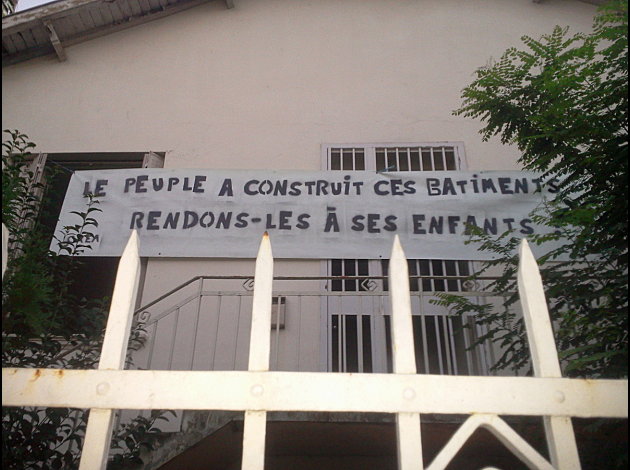 LE PEUPLE A CONSTRUIT CES BATIMENTS
RENDONS-LES À SES ENFANTS